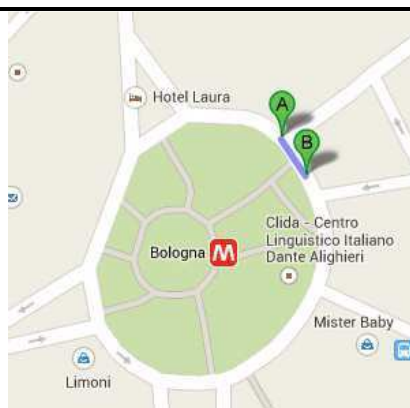 Hotel Laura
A
B
Clida - Centro
Linguistico Italiano
Dante Alighieri
Bologna M
Mister Baby
Limoni